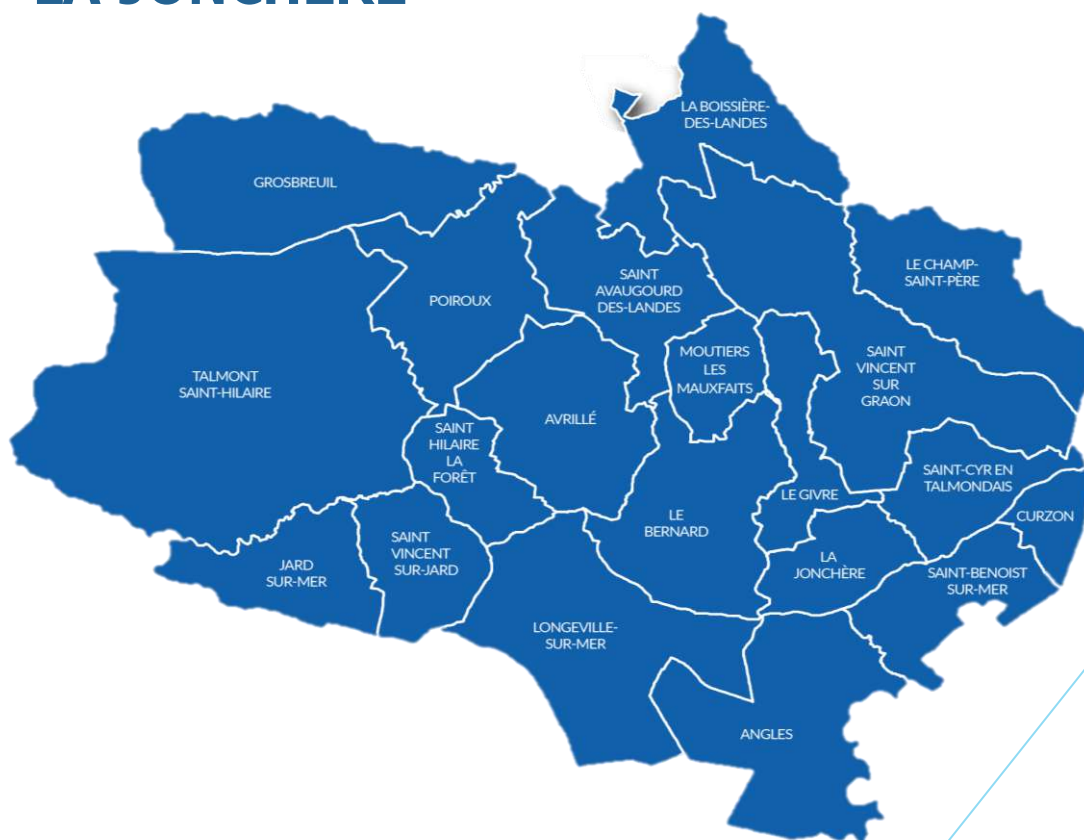 LA JONCHÈRE
LA BOISSIÈRE-
DES-LANDES
GROSBREUIL
LE CHAMP-
SAINT-PÈRE
SAINT
AVAUGOURD
DES-LANDES
POIROUX
MOUTIERS
LES
MAUXFAITS
SAINT
VINCENT
SUR
GRAON
TALMONT
SAINT-HILAIRE
AVRILLÉ
SAINT
HILAIRE
LA
FORÊT
SAINT-CYR EN
TALMONDAIS
LE GIVRE
CURZON
LE
BERNARD
SAINT
VINCENT
SUR-JARD
JARD
SUR-MER
LA
JONCHÈRE
SAINT-BENOIST
SUR-MER
LONGEVILLE-
SUR-MER
ANGLES